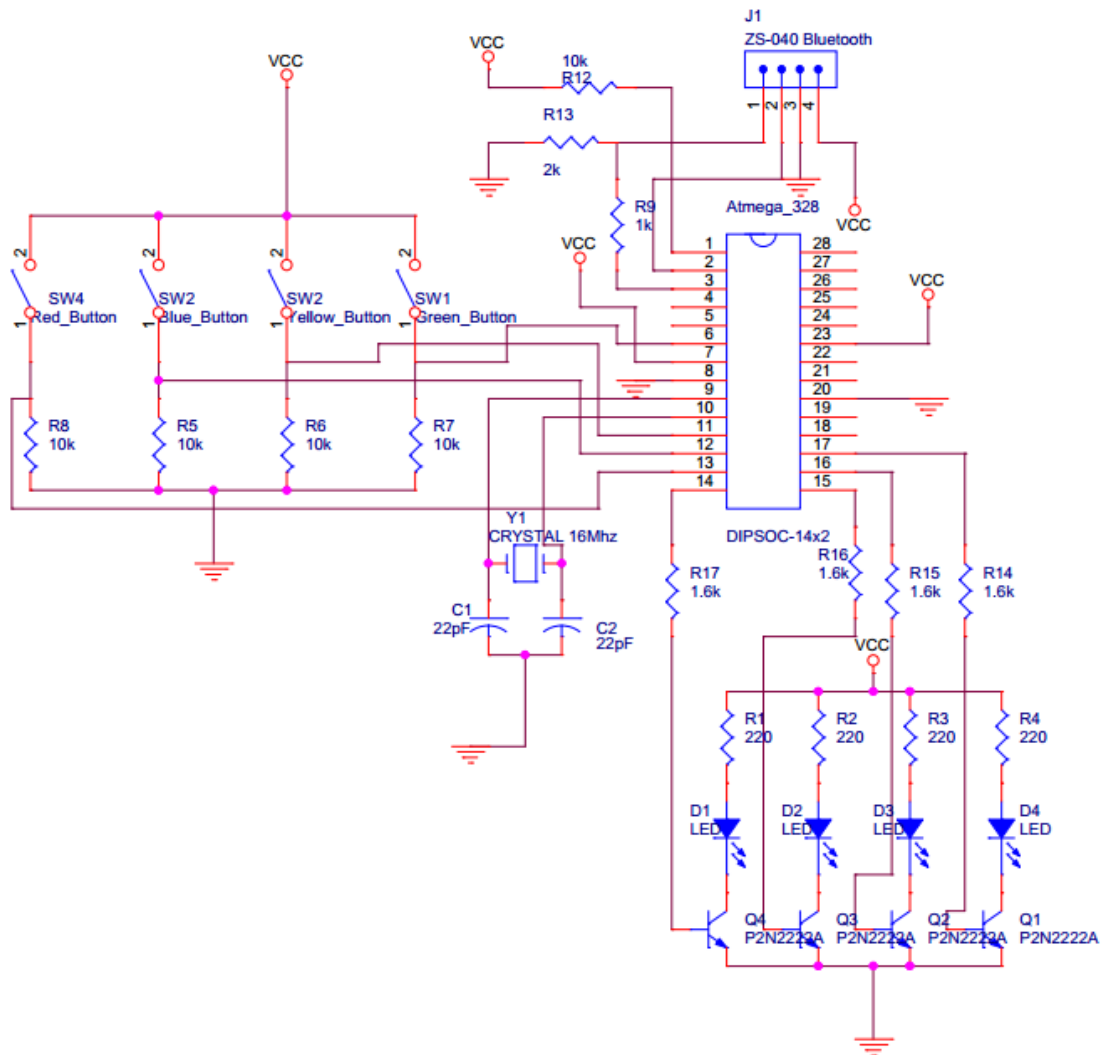 J1
ZS-040 Bluetooth
1
2
3
4
VCC
VCC
10k
R12
R13
2k
R9
1k
VCC
VCC
VCC
Atmega_328
1
2
3
4
5
6
7
8
9
10
11
12
13
14
28
27
26
25
24
23
22
21
20
19
18
17
16
15
DIPSOC-14x2
2
2
2
2
1
1
1
1
SW4
Red_Button
SW2
Blue_Button
SW2
Yellow_Button
SW1
Green_Button
R8
10k
R5
10k
R6
10k
R7
10k
Y1
CRYSTAL 16Mhz
C1
22pF
C2
22pF
R17
1.6k
R16
1.6k
R15
1.6k
R14
1.6k
VCC
R1
220
R2
220
R3
220
R4
220
D1
LED
D2
LED
D3
LED
D4
LED
Q4
P2N2222A
Q3
P2N2222A
Q2
P2N2222A
Q1
P2N2222A